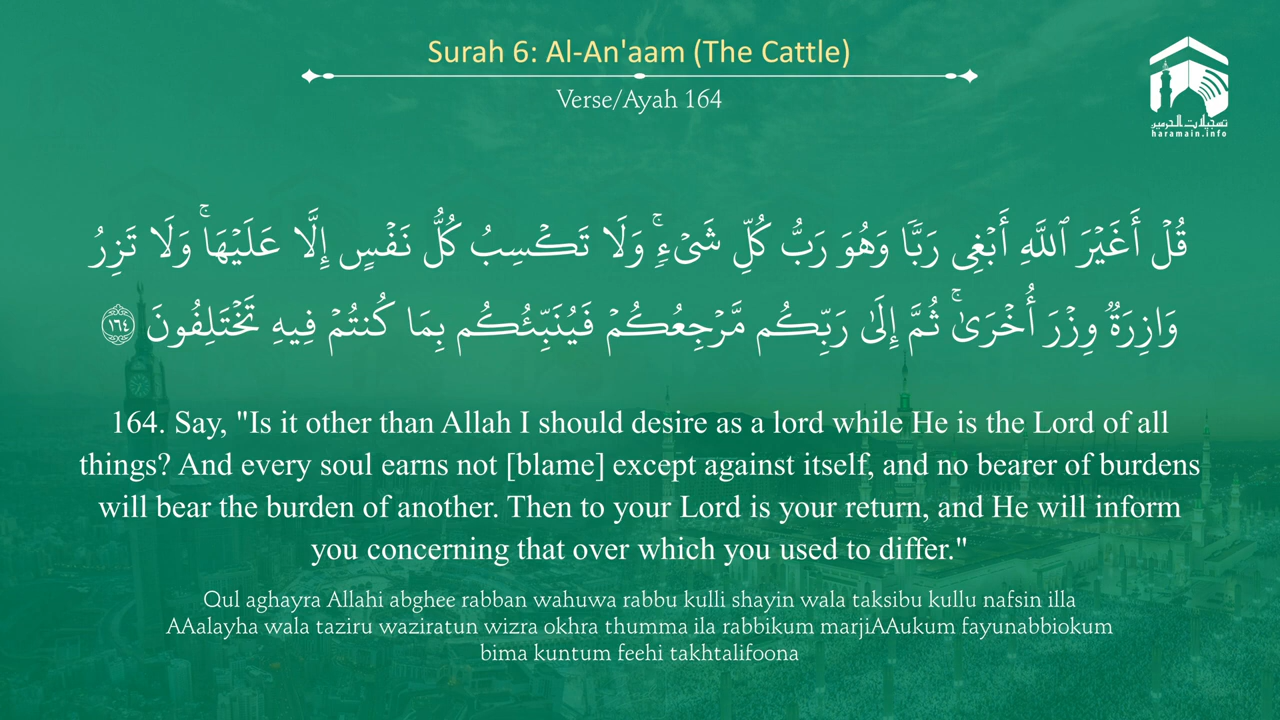 Surah 6: Al-An'aam (The Cattle)
Verse/Ayah 164
تسجيلات الحرمين
haramain.info
قُلْ أَغَيْرَ ٱللَّهِ أَبْغِى رَبًّا وَهُوَ رَبُّ كُلِّ شَىْءٍ ۚ وَلَا تَكْسِبُ كُلُّ نَفْسٍ إِلَّا عَلَيْهَا ۚ وَلَا تَزِرُ
وَازِرَةٌ وِزْرَ أُخْرَىٰ ۚ ثُمَّ إِلَىٰ رَبِّكُم مَّرْجِعُكُمْ فَيُنَبِّئُكُم بِمَا كُنتُمْ فِيهِ تَخْتَلِفُونَ ١٦٤
164. Say, "Is it other than Allah I should desire as a lord while He is the Lord of all
things? And every soul earns not [blame] except against itself, and no bearer of burdens
will bear the burden of another. Then to your Lord is your return, and He will inform
you concerning that over which you used to differ."
Qul aghayra Allahi abghee rabban wahuwa rabbu kulli shayin wala taksibu kullu nafsin illa
AAalayha wala taziru waziratun wizra okhra thumma ila rabbikum marjiAAukum fayunabbiokum
bima kuntum feehi takhtalifoona